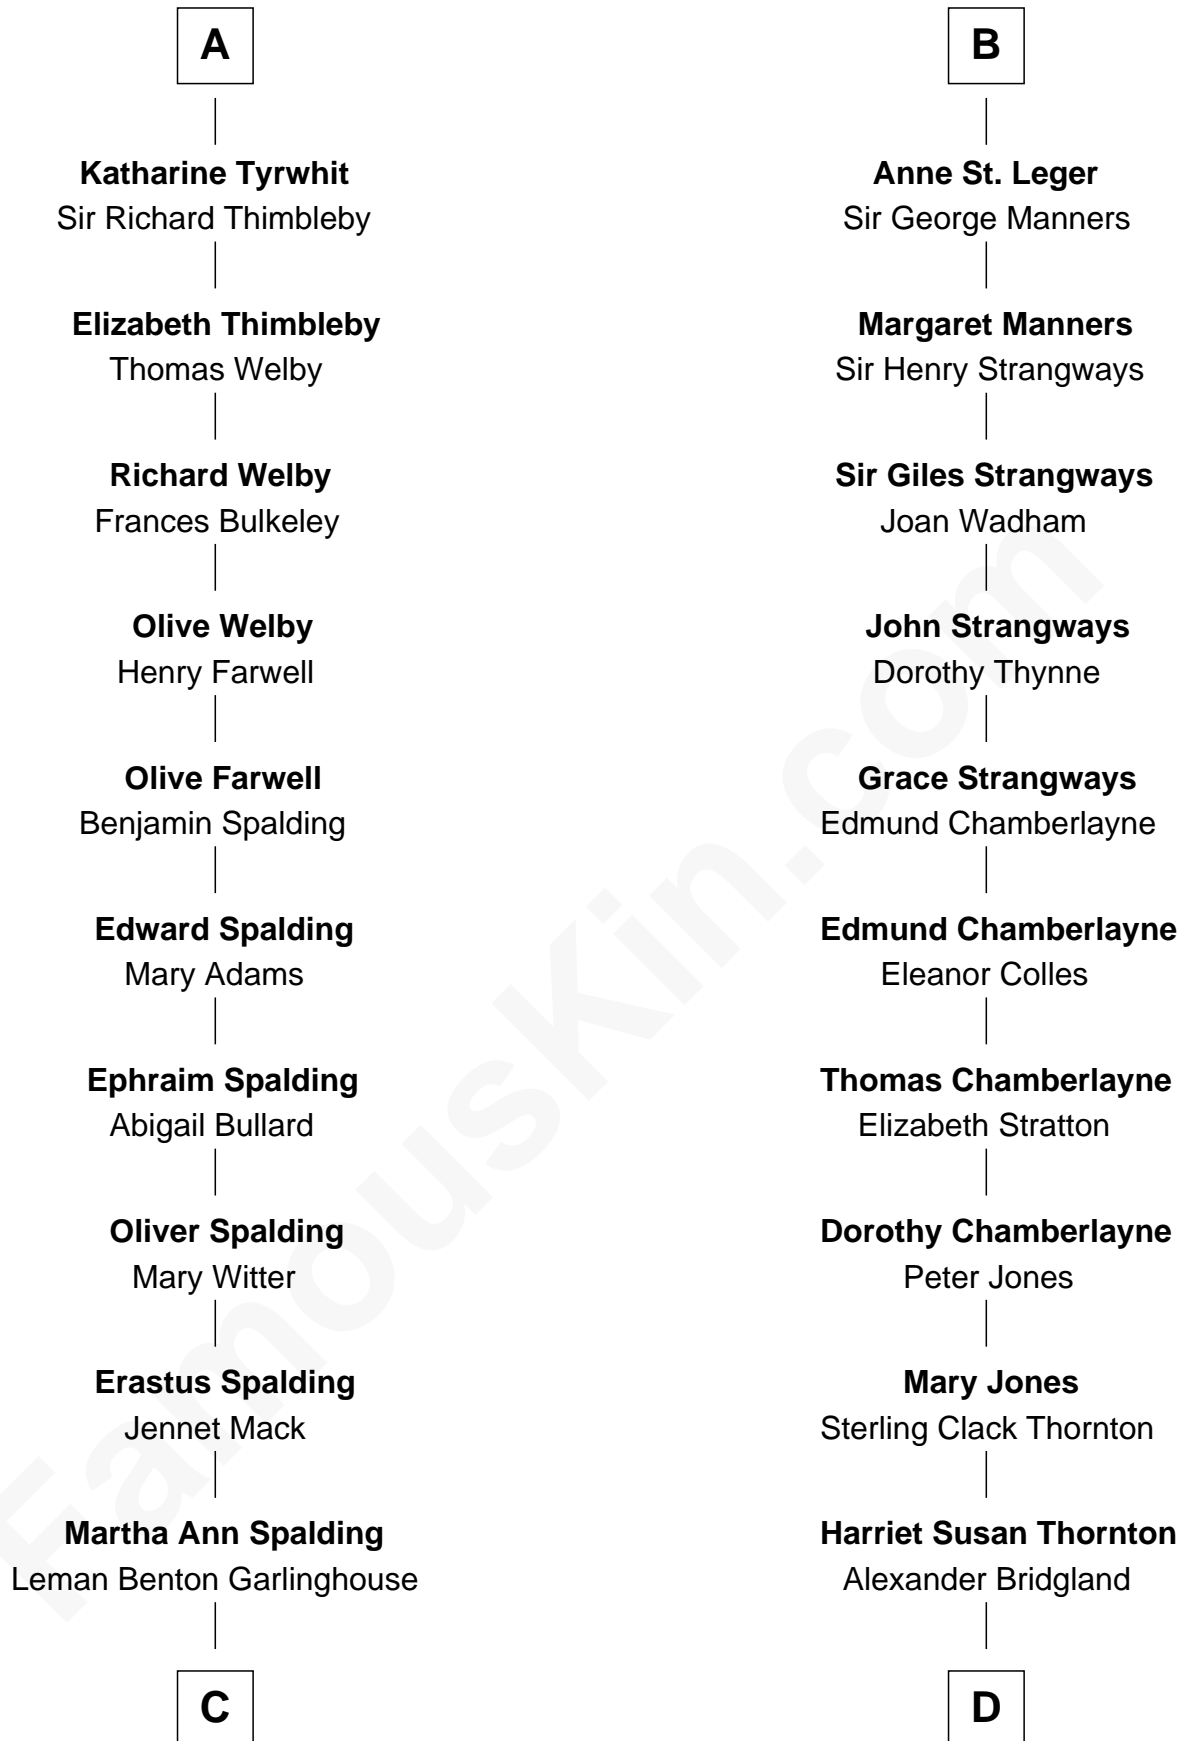 A
Katharine Tyrwhit
Sir Richard Thimbleby
Elizabeth Thimbleby
Thomas Welby
Richard Welby
Frances Bulkeley
Olive Welby
Henry Farwell
Olive Farwell
Benjamin Spalding
Edward Spalding
Mary Adams
Ephraim Spalding
Abigail Bullard
Oliver Spalding
Mary Witter
Erastus Spalding
Jennet Mack
Martha Ann Spalding
Leman Benton Garlinghouse
C
B
Anne St. Leger
Sir George Manners
Margaret Manners
Sir Henry Strangways
Sir Giles Strangways
Joan Wadham
John Strangways
Dorothy Thynne
Grace Strangways
Edmund Chamberlayne
Edmund Chamberlayne
Eleanor Colles
Thomas Chamberlayne
Elizabeth Stratton
Dorothy Chamberlayne
Peter Jones
Mary Jones
Sterling Clack Thornton
Harriet Susan Thornton
Alexander Bridgland
D
FamousKin.com